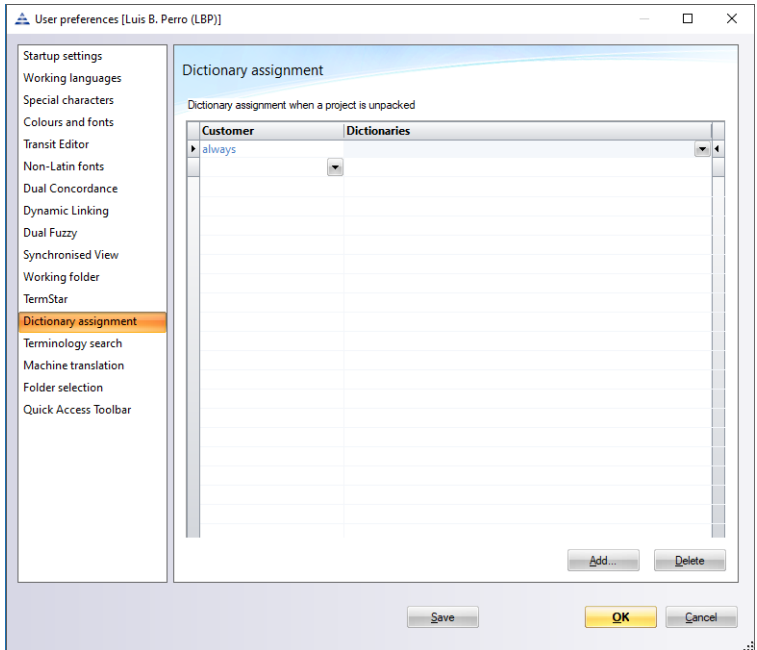 User preferences [Luis B. Perro (LBP)]
Startup settings
Working languages
Special characters
Colours and fonts
Transit Editor
Non-Latin fonts
Dual Concordance
Dynamic Linking
Dual Fuzzy
Synchronised View
Working folder
TermStar
Dictionary assignment
Terminology search
Machine translation
Folder selection
Quick Access Toolbar
Dictionary assignment
Dictionary assignment when a project is unpacked
Customer Dictionaries
always
Add... Delete
Save OK Cancel